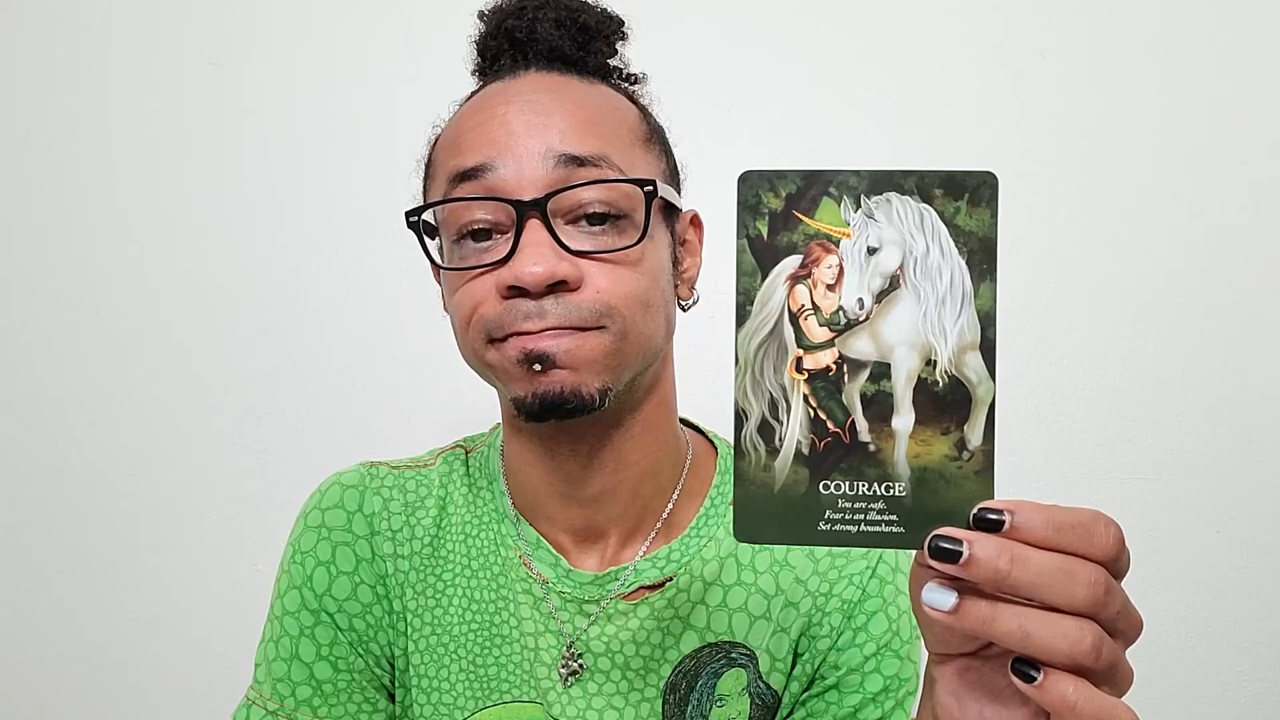 COURAGE
You are safe.
Fear is an illusion.
Set strong boundaries.